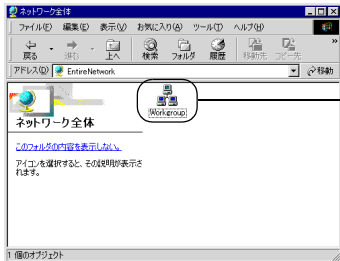 ネットワーク全体
ファイル(F) 編集(E) 表示(V) お気に入り(A) ツール(T) ヘルプ(H)
戻る 進む 上へ 検索 フォルダ 履歴 移動先 コピー先 »
アドレス(D) EntireNetwork 移動
ネットワーク全体
このフォルダの内容を表示しない。
アイコンを選択すると、その説明が表示さ
れます。
Workgroup
1 個のオブジェクト